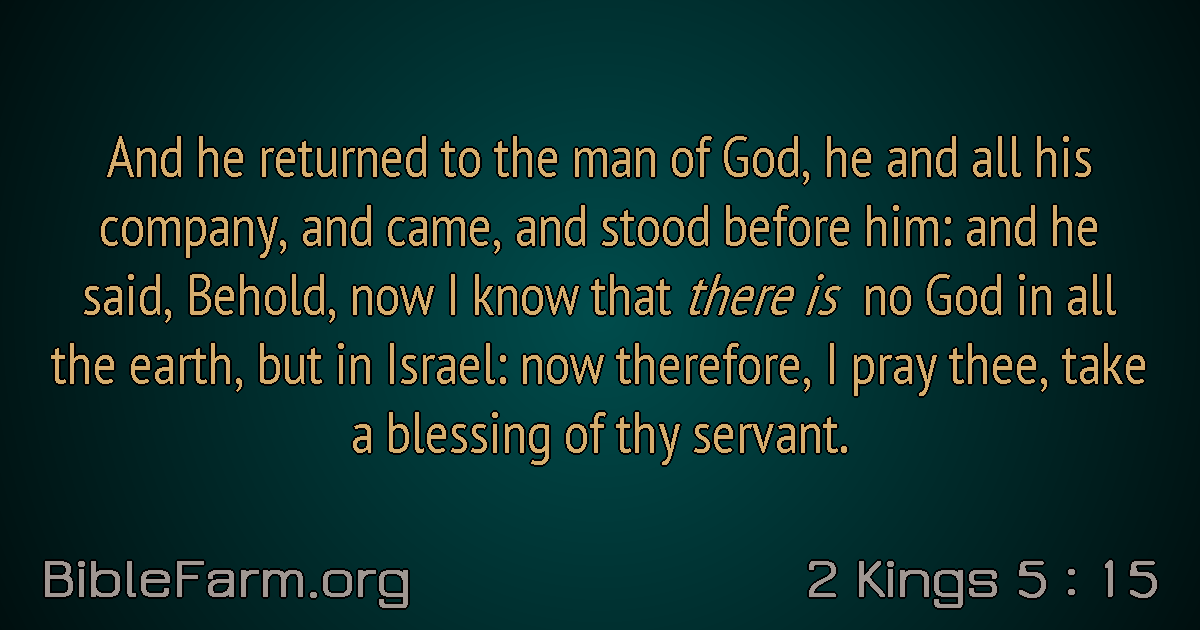 And he returned to the man of God, he and all his
company, and came, and stood before him: and he
said, Behold, now I know that there is no God in all
the earth, but in Israel: now therefore, I pray thee, take
a blessing of thy servant.
BibleFarm.org
2 Kings 5 : 15